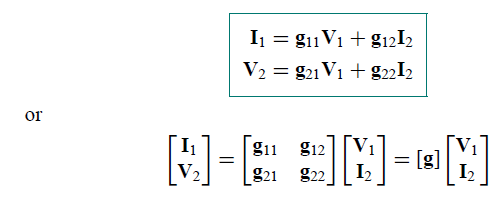 I₁ = g₁₁V₁ + g₁₂I₂
V₂ = g₂₁V₁ + g₂₂I₂
or
[I₁ V₂] = [g₁₁ g₁₂ g₂₁ g₂₂] [V₁ I₂] = [g] [V₁ I₂]